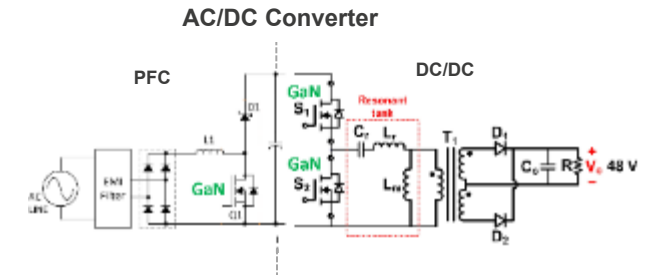 AC/DC Converter
PFC
DC/DC
GaN
S1
Resonant
tank
D1
L1
Cr
Lr
T1
D1
AC
LINE
EMI
Filter
GaN
Q1
GaN
S2
Lm
Co
R
+
Vo 48 V
−
D2